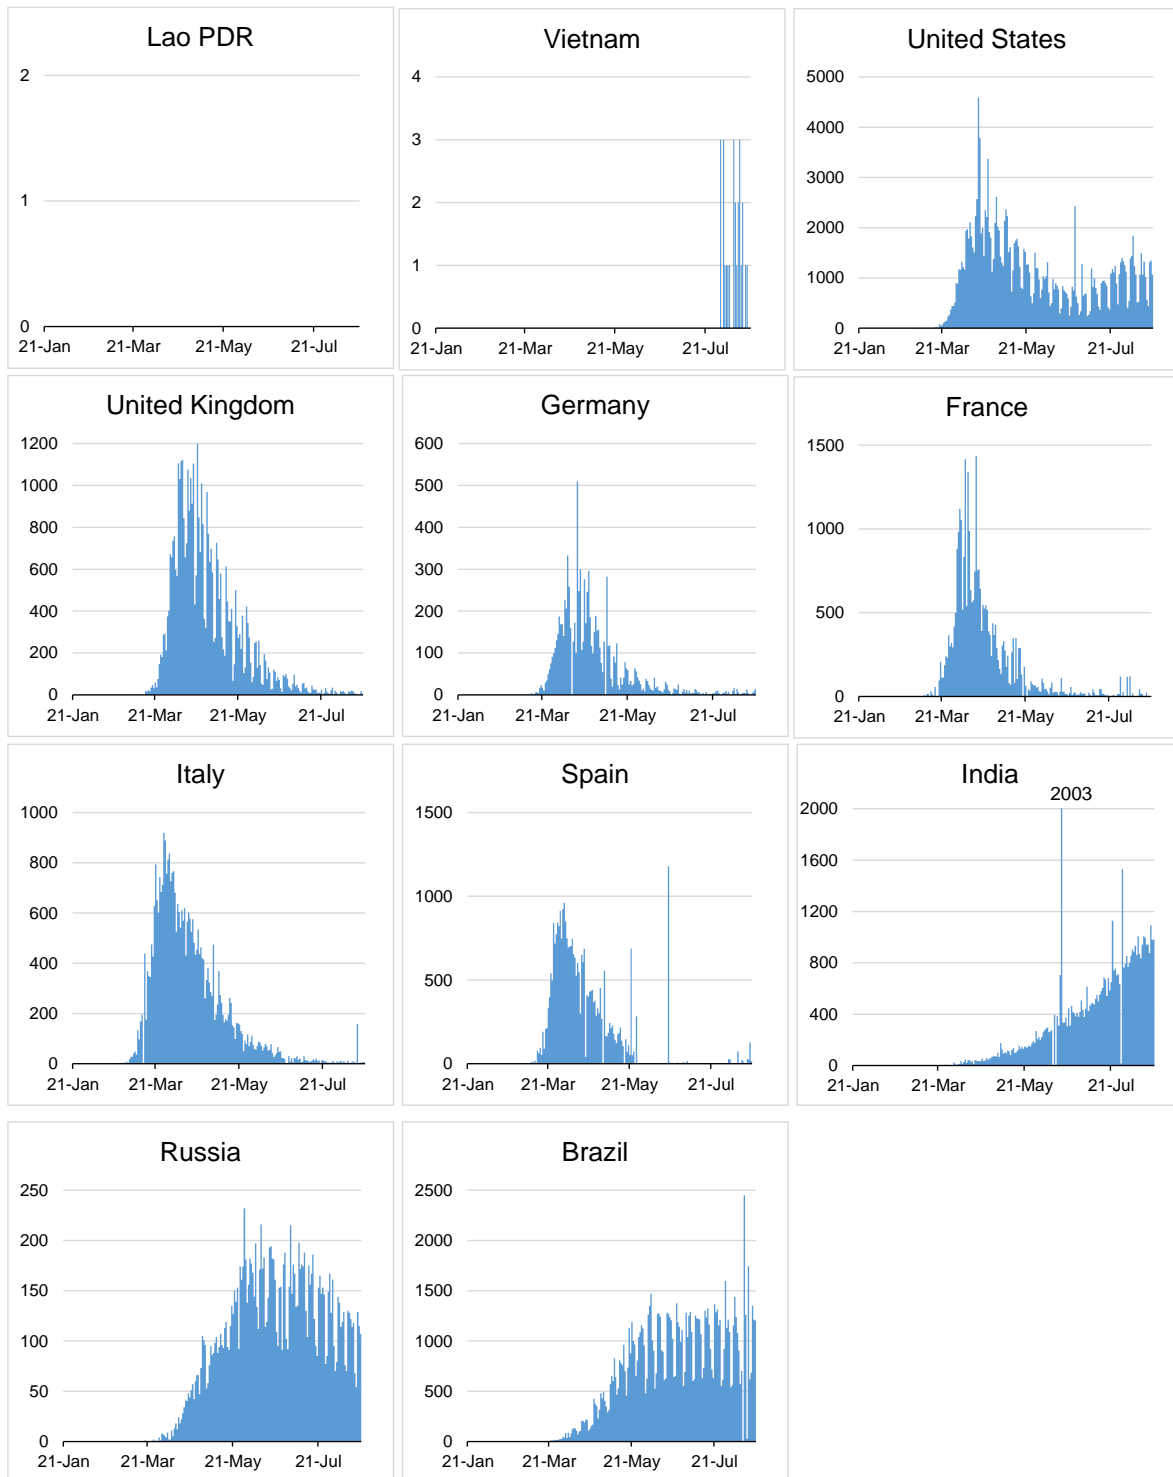 Lao PDR
2
1
0
21-Jan 21-Mar 21-May 21-Jul
Vietnam
4
3
2
1
0
21-Jan 21-Mar 21-May 21-Jul
United States
5000
4000
3000
2000
1000
0
21-Jan 21-Mar 21-May 21-Jul
United Kingdom
1200
1000
800
600
400
200
0
21-Jan 21-Mar 21-May 21-Jul
Germany
600
500
400
300
200
100
0
21-Jan 21-Mar 21-May 21-Jul
France
1500
1000
500
0
21-Jan 21-Mar 21-May 21-Jul
Italy
1000
800
600
400
200
0
21-Jan 21-Mar 21-May 21-Jul
Spain
1500
1000
500
0
21-Jan 21-Mar 21-May 21-Jul
India
2003
2000
1600
1200
800
400
0
21-Jan 21-Mar 21-May 21-Jul
Russia
250
200
150
100
50
0
21-Jan 21-Mar 21-May 21-Jul
Brazil
2500
2000
1500
1000
500
0
21-Jan 21-Mar 21-May 21-Jul